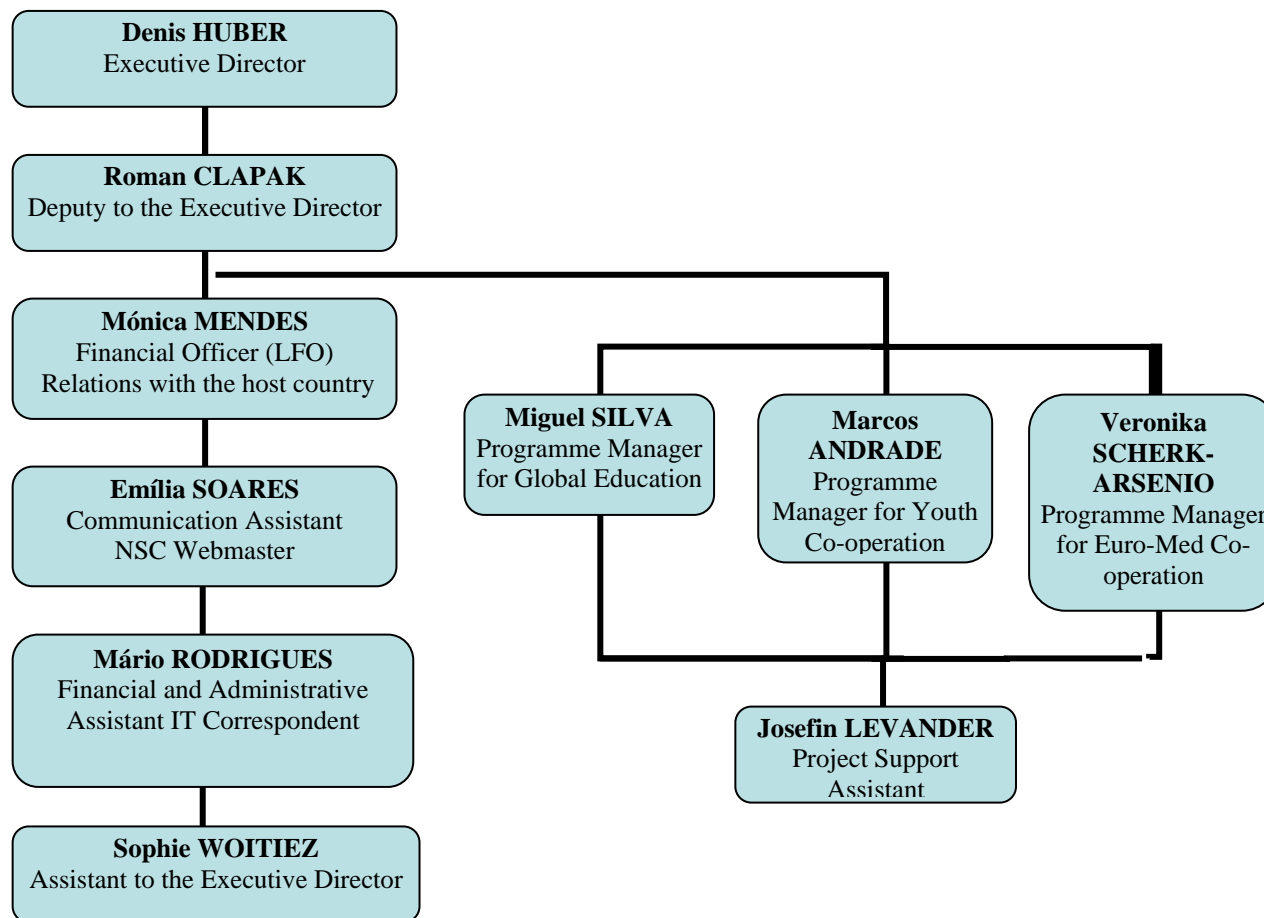 Denis HUBER
Executive Director
Roman CLAPAK
Deputy to the Executive Director
Mónica MENDES
Financial Officer (LFO)
Relations with the host country
Emília SOARES
Communication Assistant
NSC Webmaster
Mário RODRIGUES
Financial and Administrative
Assistant IT Correspondent
Sophie WOITIEZ
Assistant to the Executive Director
Miguel SILVA
Programme Manager
for Global Education
Marcos
ANDRADE
Programme
Manager for Youth
Co-operation
Veronika
SCHERK-
ARSENIO
Programme Manager
for Euro-Med Co-
operation
Josefin LEVANDER
Project Support
Assistant